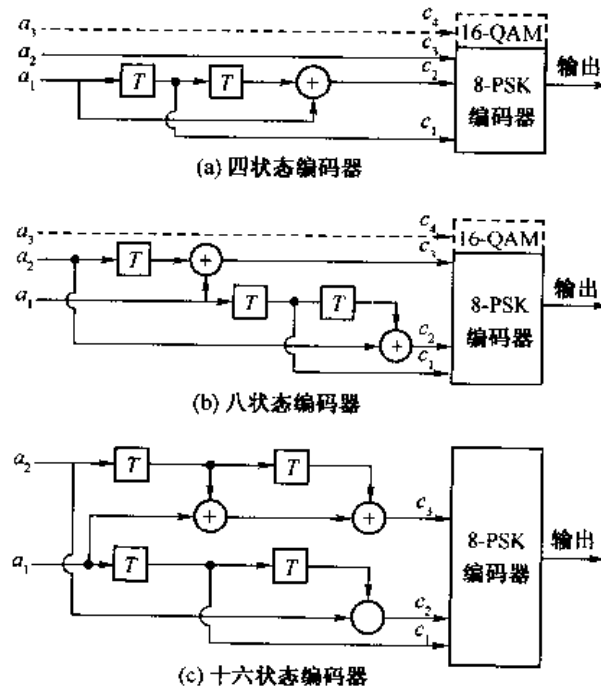 a₃
c₄
16-QAM
a₂
c₃
a₁
T
T
+
c₂
c₁
8-PSK
编码器
输出
(a) 四状态编码器
a₃
c₄
16-QAM
a₂
T
+
c₃
a₁
T
T
+
c₂
c₁
8-PSK
编码器
输出
(b) 八状态编码器
a₂
T
T
+
+
c₃
a₁
T
T
c₂
c₁
8-PSK
编码器
输出
(c) 十六状态编码器